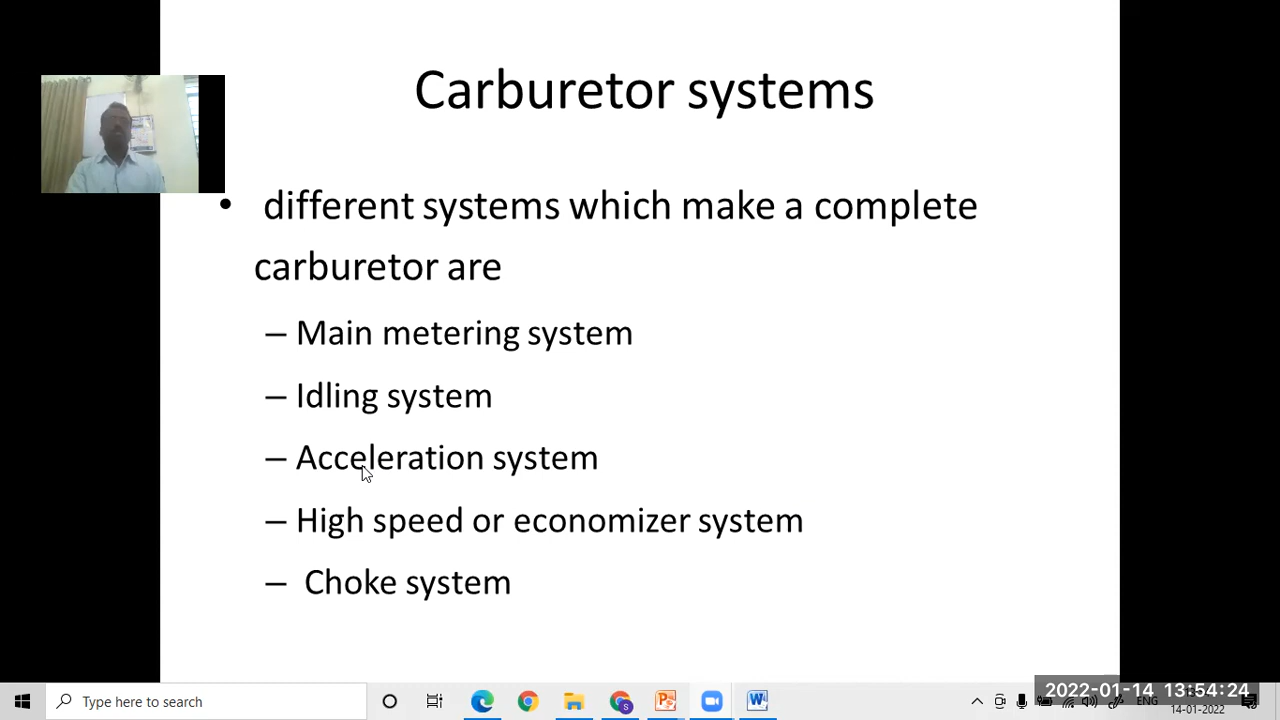 Carburetor systems
• different systems which make a complete
carburetor are
– Main metering system
– Idling system
– Acceleration system
– High speed or economizer system
– Choke system
Type here to search
ENG
2022-01-14 13:54:24
14-01-2022